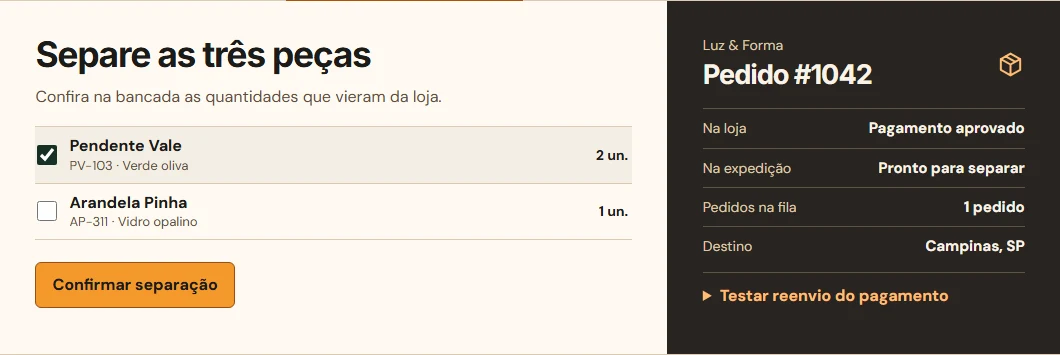 Separe as três peças
Confira na bancada as quantidades que vieram da loja.
Pendente Vale
PV-103 · Verde oliva
2 un.
Arandela Pinha
AP-311 · Vidro opalino
1 un.
Confirmar separação
Luz & Forma
Pedido #1042
Na loja Pagamento aprovado
Na expedição Pronto para separar
Pedidos na fila 1 pedido
Destino Campinas, SP
Testar reenvio do pagamento